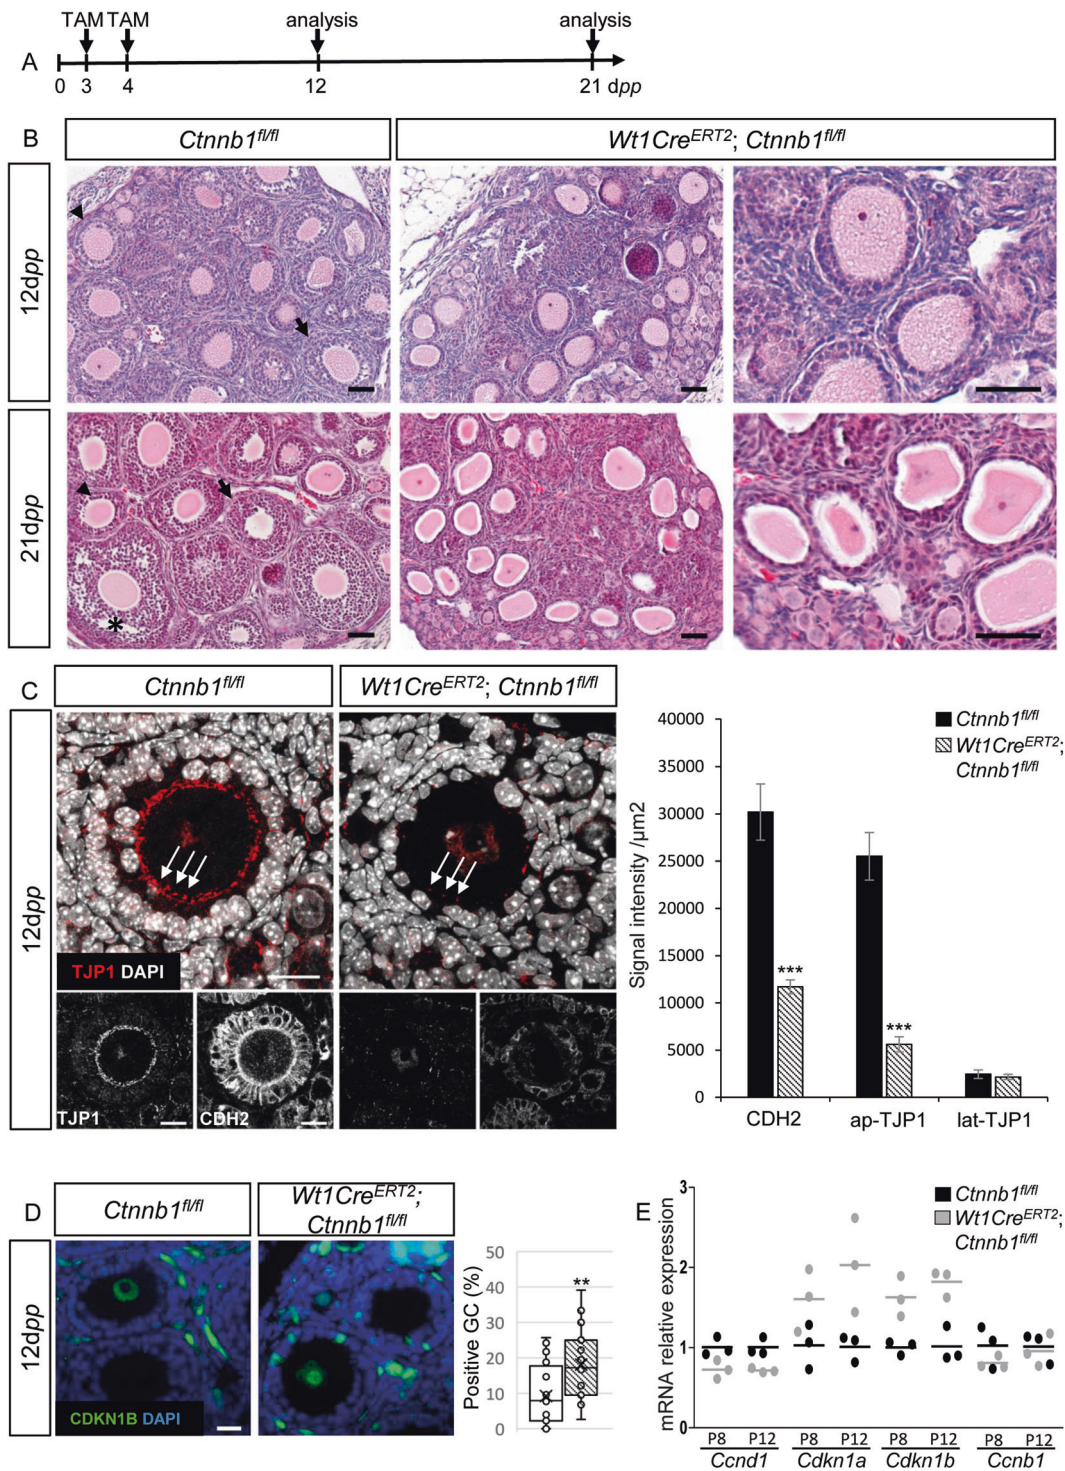 TAM TAM analysis analysis
A
0 3 4 12 21 dpp
B Ctnnb1fl/fl Wt1CreERT2; Ctnnb1fl/fl
12dpp
21dpp
*
C Ctnnb1fl/fl Wt1CreERT2; Ctnnb1fl/fl
12dpp
TJP1 DAPI
TJP1 CDH2
Signal intensity /µm2
40000
35000
30000
25000
20000
15000
10000
5000
0
Ctnnb1fl/fl
Wt1CreERT2;
Ctnnb1fl/fl
*** ***
CDH2 ap-TJP1 lat-TJP1
D Ctnnb1fl/fl Wt1CreERT2;
Ctnnb1fl/fl
12dpp
CDKN1B DAPI
Positive GC (%)
50
40
30
20
10
0
**
E
mRNA relative expression
3
2
1
0
Ctnnb1fl/fl
Wt1CreERT2;
Ctnnb1fl/fl
P8 P12 P8 P12 P8 P12 P8 P12
Ccnd1 Cdkn1a Cdkn1b Ccnb1